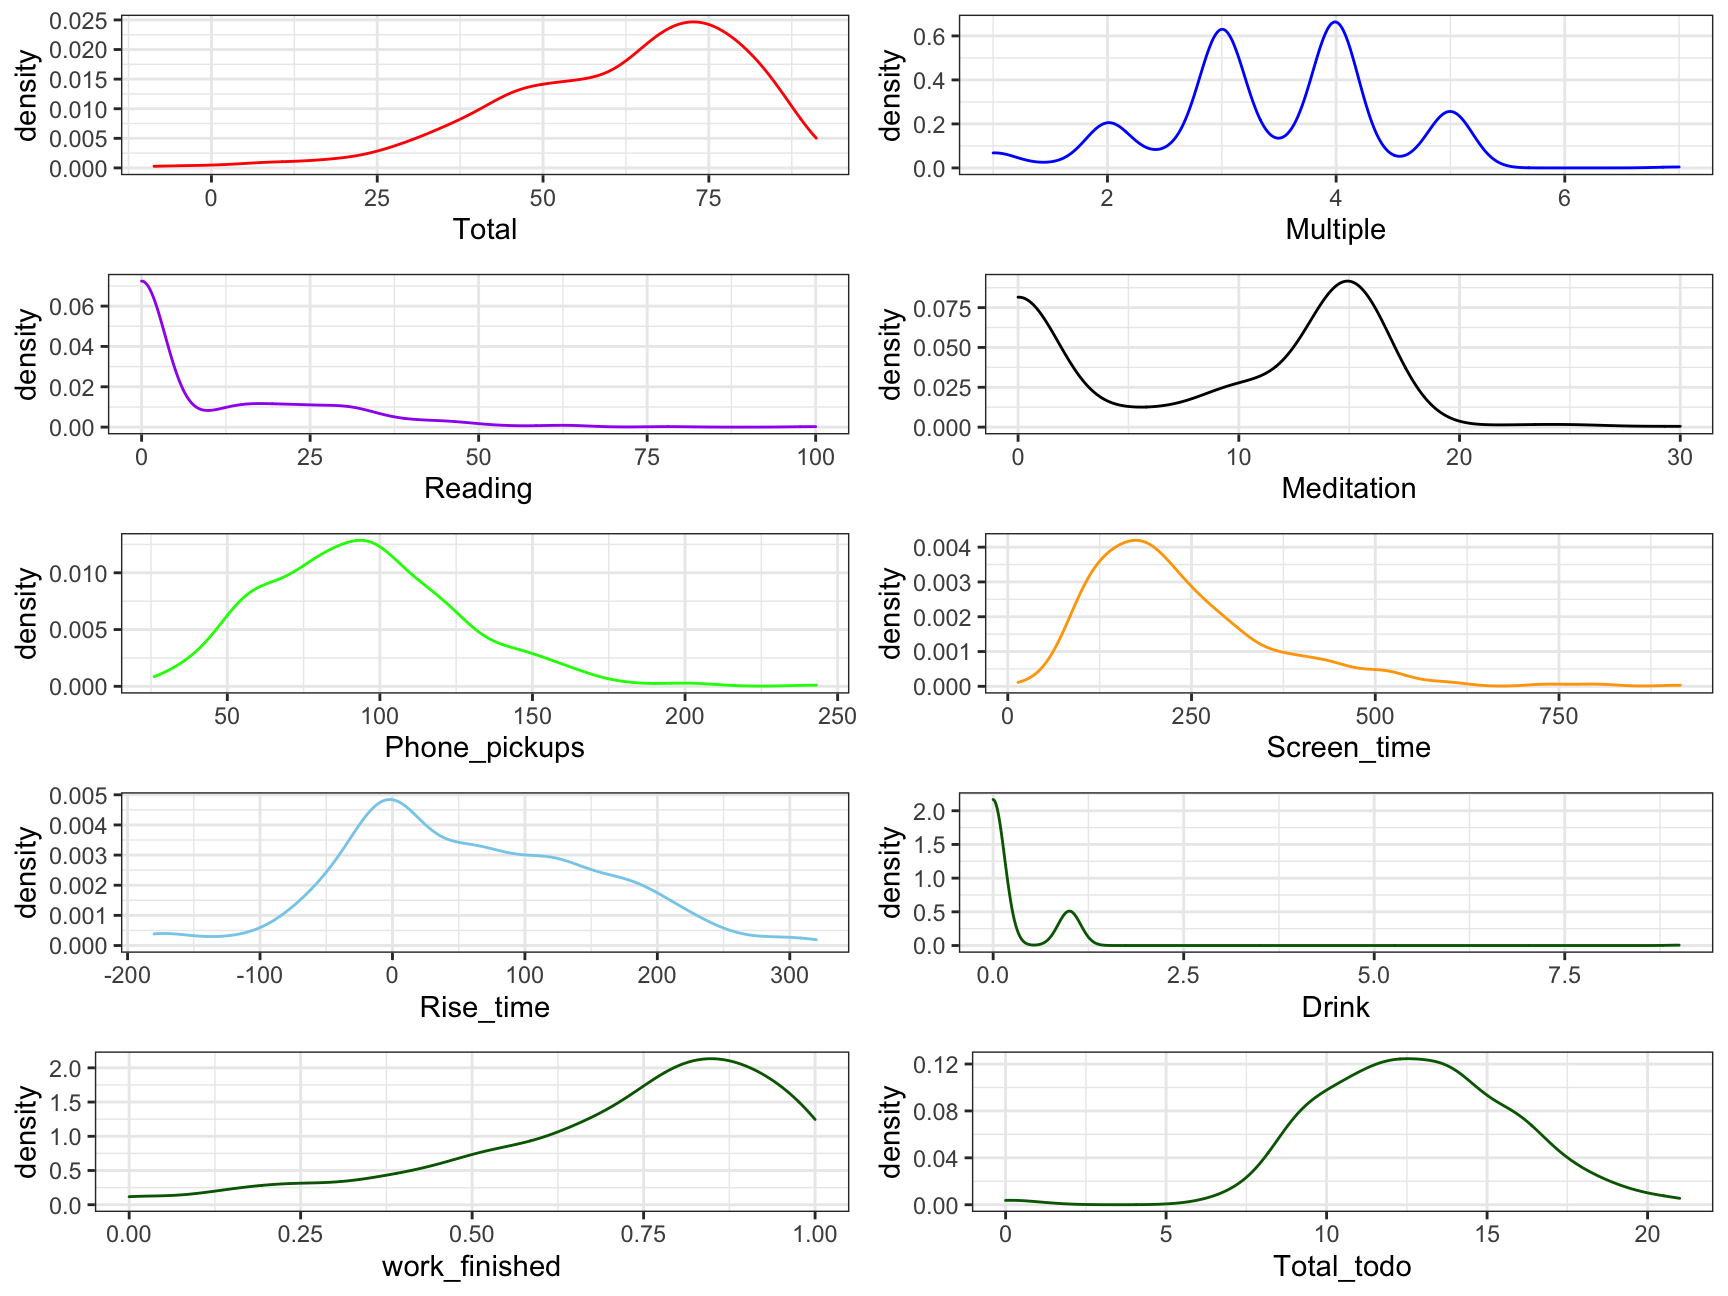 density
0.025
0.020
0.015
0.010
0.005
0.000
0 25 50 75
Total
density
0.6
0.4
0.2
0.0
2 4 6
Multiple
density
0.06
0.04
0.02
0.00
0 25 50 75 100
Reading
density
0.075
0.050
0.025
0.000
0 10 20 30
Meditation
density
0.010
0.005
0.000
50 100 150 200 250
Phone_pickups
density
0.004
0.003
0.002
0.001
0.000
0 250 500 750
Screen_time
density
0.005
0.004
0.003
0.002
0.001
0.000
-200 -100 0 100 200 300
Rise_time
density
2.0
1.5
1.0
0.5
0.0
0.0 2.5 5.0 7.5
Drink
density
2.0
1.5
1.0
0.5
0.0
0.00 0.25 0.50 0.75 1.00
work_finished
density
0.12
0.08
0.04
0.00
0 5 10 15 20
Total_todo